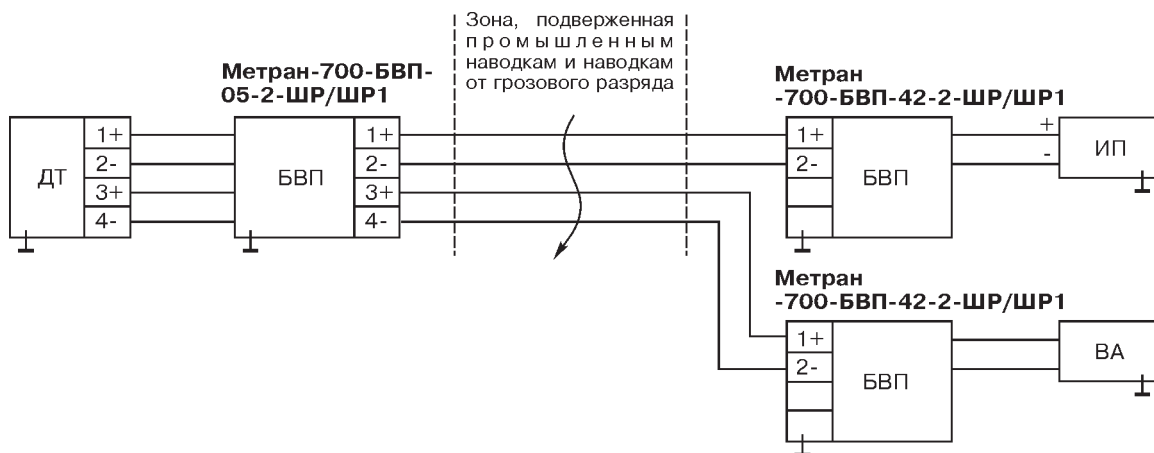 Зона, подверженная
промышленным
наводкам и наводкам
от грозового разряда
Метран-700-БВП-
05-2-ШР/ШР1
Метран
-700-БВП-42-2-ШР/ШР1
ДТ
1+
2-
3+
4-
БВП
1+
2-
3+
4-
1+
2-
БВП
+
-
ИП
Метран
-700-БВП-42-2-ШР/ШР1
1+
2-
БВП
ВА